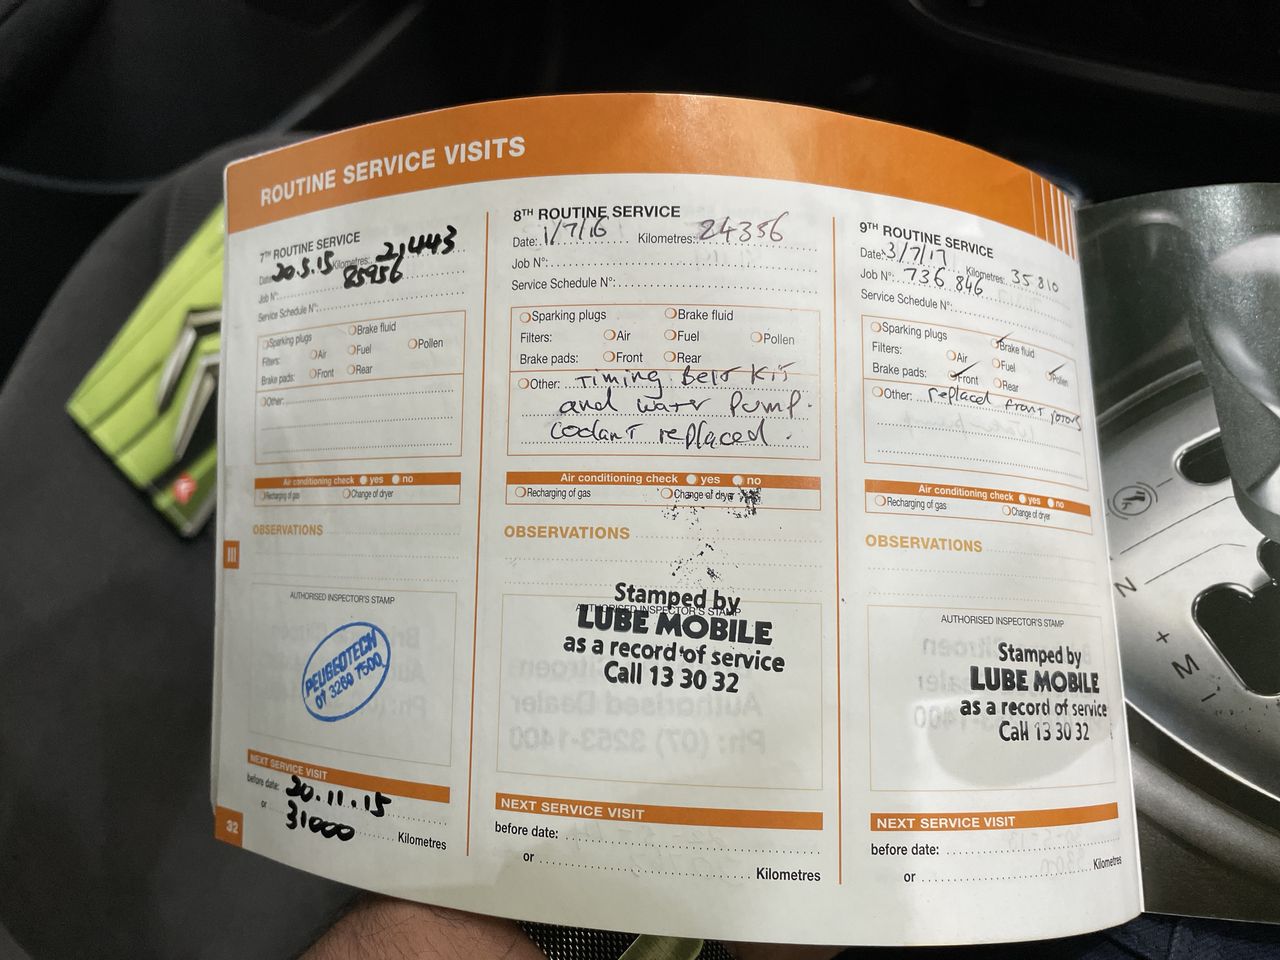 ROUTINE SERVICE VISITS
7TH ROUTINE SERVICE
Date: 20.5.15 Kilometres: 21443
Job N°: 25956
Service Schedule N°:
Sparking plugs Brake fluid
Filters: Air Fuel Pollen
Brake pads: Front Rear
Other:
Air conditioning check yes no
Recharging of gas Change of dryer
OBSERVATIONS
AUTHORISED INSPECTOR'S STAMP
PEUGEOTECH
07 3260 7500
NEXT SERVICE VISIT
before date: 20.11.15
or 31000 Kilometres
III
32
8TH ROUTINE SERVICE
Date: 1/7/16 Kilometres: 24356
Job N°:
Service Schedule N°:
Sparking plugs Brake fluid
Filters: Air Fuel Pollen
Brake pads: Front Rear
Other: Timing Belt Kit
and water pump.
coolant replaced.
Air conditioning check yes no
Recharging of gas Change of dryer
OBSERVATIONS
AUTHORISED INSPECTOR'S STAMP
Stamped by
LUBE MOBILE
as a record of service
Call 13 30 32
NEXT SERVICE VISIT
before date:
or Kilometres
9TH ROUTINE SERVICE
Date: 3/7/17 Kilometres: 35810
Job N°: 736846
Service Schedule N°:
Sparking plugs Brake fluid
Filters: Air Fuel Pollen
Brake pads: Front Rear
Other: replaced front
Air conditioning check yes no
Recharging of gas Change of dryer
OBSERVATIONS
AUTHORISED INSPECTOR'S STAMP
Stamped by
LUBE MOBILE
as a record of service
Call 13 30 32
NEXT SERVICE VISIT
before date:
or Kilometres
N
+
M
-